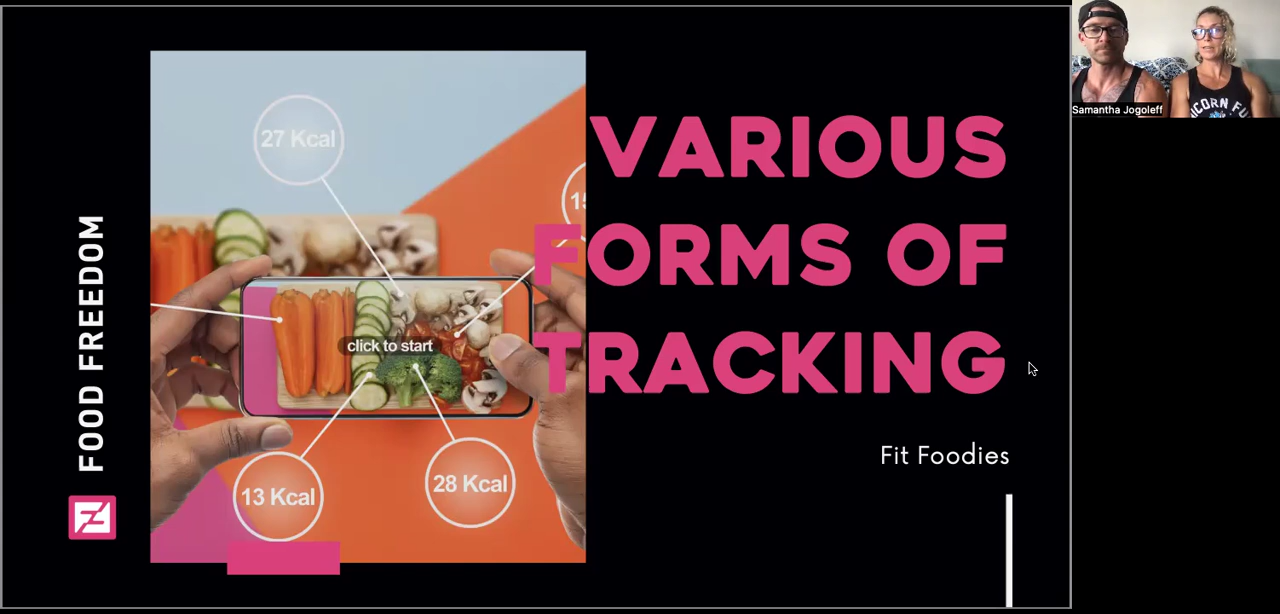 VARIOUS
FORMS OF
TRACKING
Fit Foodies
FOOD FREEDOM
27 Kcal
15
click to start
13 Kcal
28 Kcal
Samantha Jogoleff